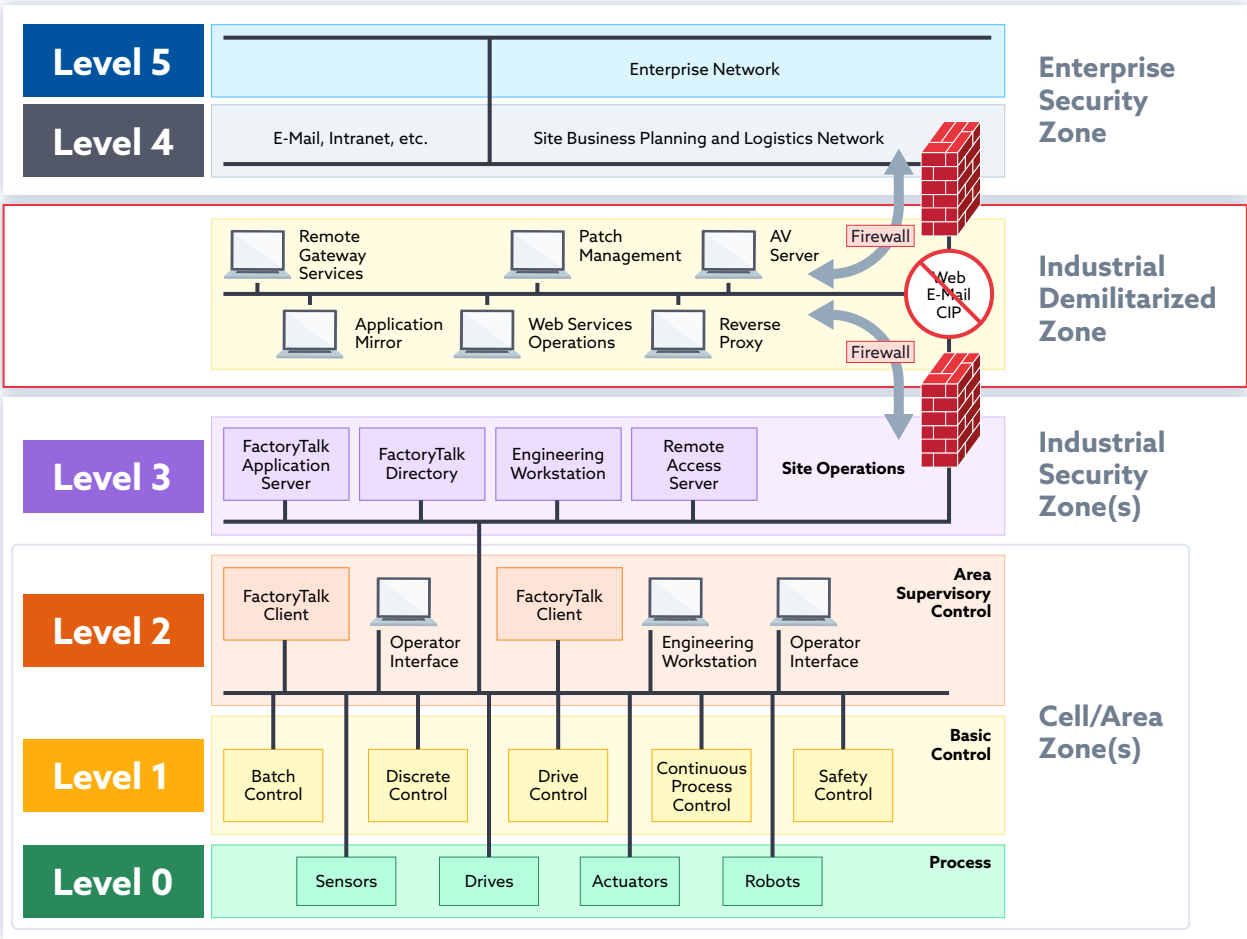 Level 5
Enterprise Network
Enterprise
Security
Zone
Level 4
E-Mail, Intranet, etc.
Site Business Planning and Logistics Network
Remote
Gateway
Services
Patch
Management
AV
Server
Firewall
Web
E-Mail
CIP
Application
Mirror
Web Services
Operations
Reverse
Proxy
Firewall
Industrial
Demilitarized
Zone
Level 3
FactoryTalk
Application
Server
FactoryTalk
Directory
Engineering
Workstation
Remote
Access
Server
Site Operations
Industrial
Security
Zone(s)
Level 2
FactoryTalk
Client
Operator
Interface
FactoryTalk
Client
Engineering
Workstation
Operator
Interface
Area
Supervisory
Control
Level 1
Batch
Control
Discrete
Control
Drive
Control
Continuous
Process
Control
Safety
Control
Basic
Control
Cell/Area
Zone(s)
Level 0
Sensors
Drives
Actuators
Robots
Process